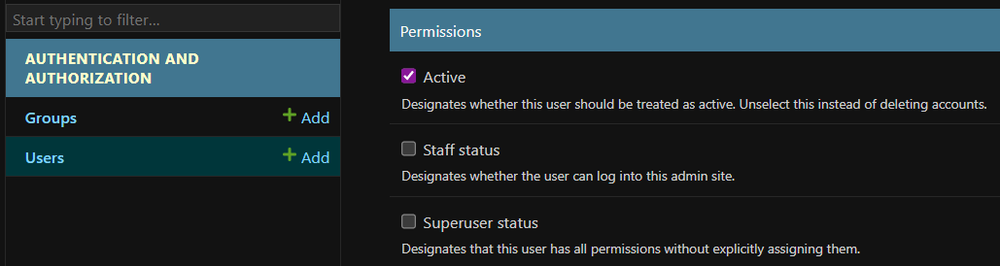 Start typing to filter...
AUTHENTICATION AND
AUTHORIZATION
Groups
Add
Users
Add
Permissions
Active
Designates whether this user should be treated as active. Unselect this instead of deleting accounts.
Staff status
Designates whether the user can log into this admin site.
Superuser status
Designates that this user has all permissions without explicitly assigning them.